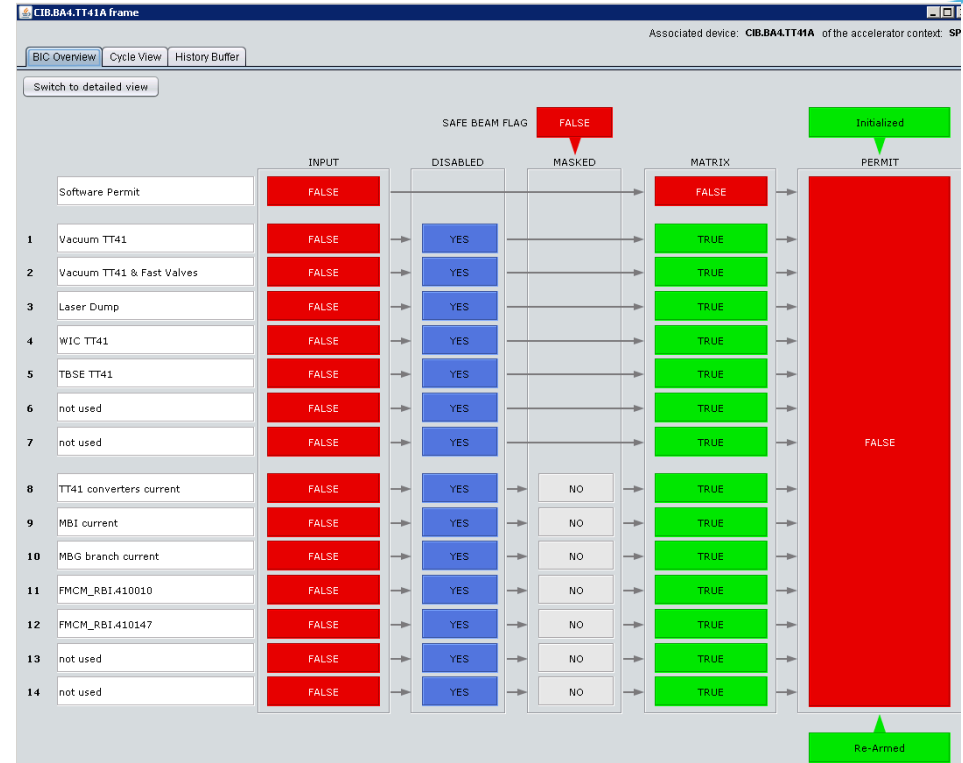 CIB.BA4.TT41A frame
Associated device: CIB.BA4.TT41A of the accelerator context: SP
BIC Overview Cycle View History Buffer
Switch to detailed view
SAFE BEAM FLAG FALSE Initialized
INPUT DISABLED MASKED MATRIX PERMIT
Software Permit FALSE FALSE
1 Vacuum TT41 FALSE YES TRUE
2 Vacuum TT41 & Fast Valves FALSE YES TRUE
3 Laser Dump FALSE YES TRUE
4 WIC TT41 FALSE YES TRUE
5 TBSE TT41 FALSE YES TRUE
6 not used FALSE YES TRUE
7 not used FALSE YES TRUE FALSE
8 TT41 converters current FALSE YES NO TRUE
9 MBI current FALSE YES NO TRUE
10 MBG branch current FALSE YES NO TRUE
11 FMCM_RBI.410010 FALSE YES NO TRUE
12 FMCM_RBI.410147 FALSE YES NO TRUE
13 not used FALSE YES NO TRUE
14 not used FALSE YES NO TRUE
Re-Armed